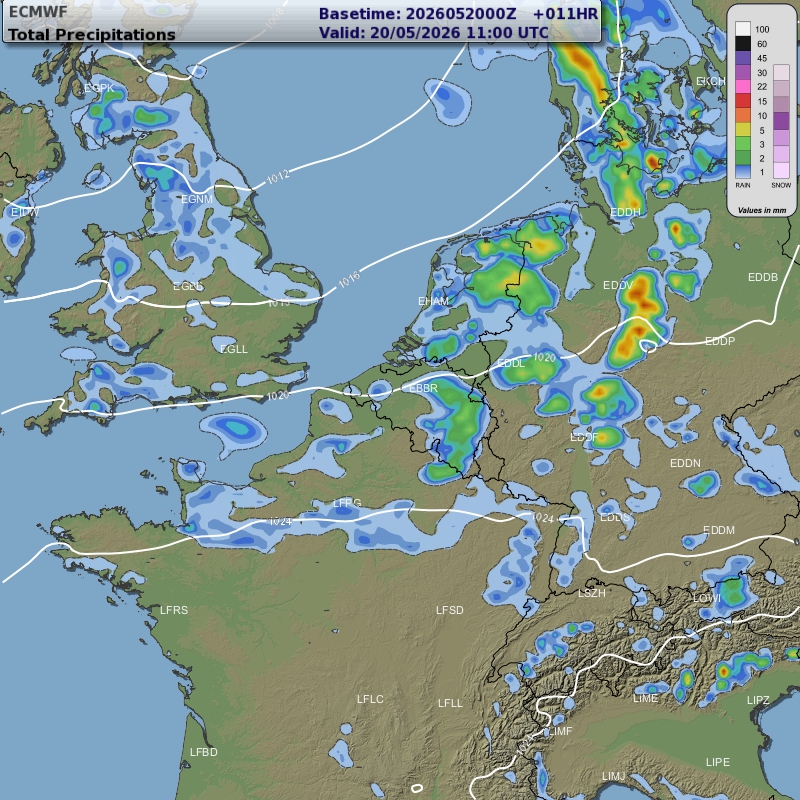 ECMWF
Basetime: 2026052000Z +011HR
Total Precipitations
Valid: 20/05/2026 11:00 UTC
100
60
45
30
22
15
10
5
3
2
1
RAIN
SNOW
Values in mm
EGPK
EKCH
1012
EGNM
EIDW
EDDH
1016
EGLL
EDDV
EDDB
EHAM
EDDP
1020
EDDL
EBBR
1020
EDDF
EDDN
LFPG
1024
1024
EDDS
EDDM
LFRS
LFSD
LSZH
LOWI
LFLC
LFLL
LIME
LIPZ
LIMF
LFBD
LIPE
LIMJ